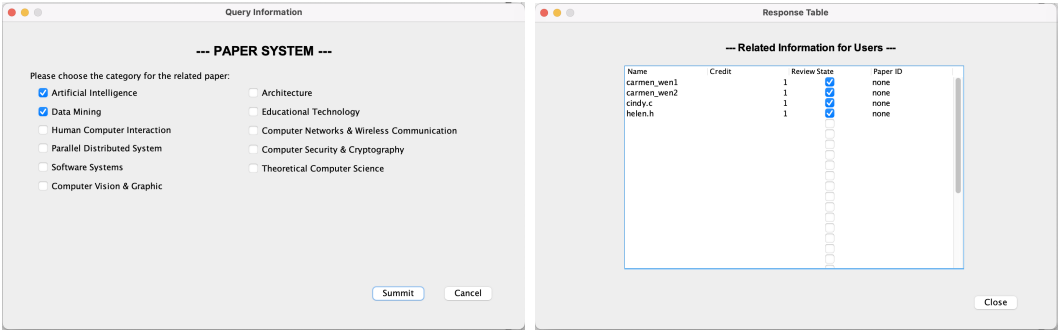 Query Information
--- PAPER SYSTEM ---
Please choose the category for the related paper:
Artificial Intelligence
Data Mining
Human Computer Interaction
Parallel Distributed System
Software Systems
Computer Vision & Graphic
Architecture
Educational Technology
Computer Networks & Wireless Communication
Computer Security & Cryptography
Theoretical Computer Science
Summit Cancel
Response Table
--- Related Information for Users ---
Name Credit Review State Paper ID
carmen_wen1 1 none
carmen_wen2 1 none
cindy.c 1 none
helen.h 1 none
Close